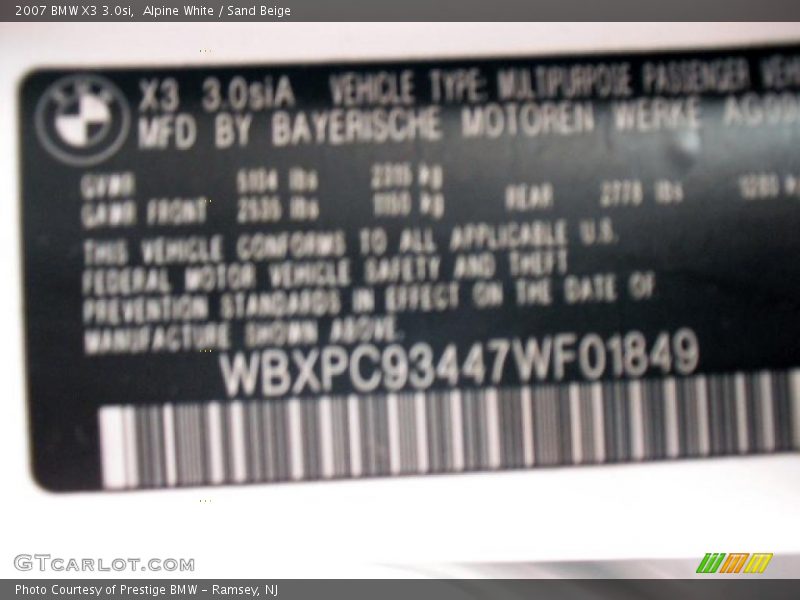 2007 BMW X3 3.0si,  Alpine White / Sand Beige
BMW
X3 3.0siA VEHICLE TYPE: MULTIPURPOSE PASSENGER
MFD BY BAYERISCHE MOTOREN WERKE AG
GVWR 5104 lbs 2315 kg
GAWR FRONT 2535 lbs 1150 kg REAR 2778 lbs
THIS VEHICLE CONFORMS TO ALL APPLICABLE U.S.
FEDERAL MOTOR VEHICLE SAFETY AND THEFT
PREVENTION STANDARDS IN EFFECT ON THE DATE OF
MANUFACTURE SHOWN ABOVE.
WBXPC93447WF01849
GTCARLOT.COM
Photo Courtesy of Prestige BMW – Ramsey, NJ